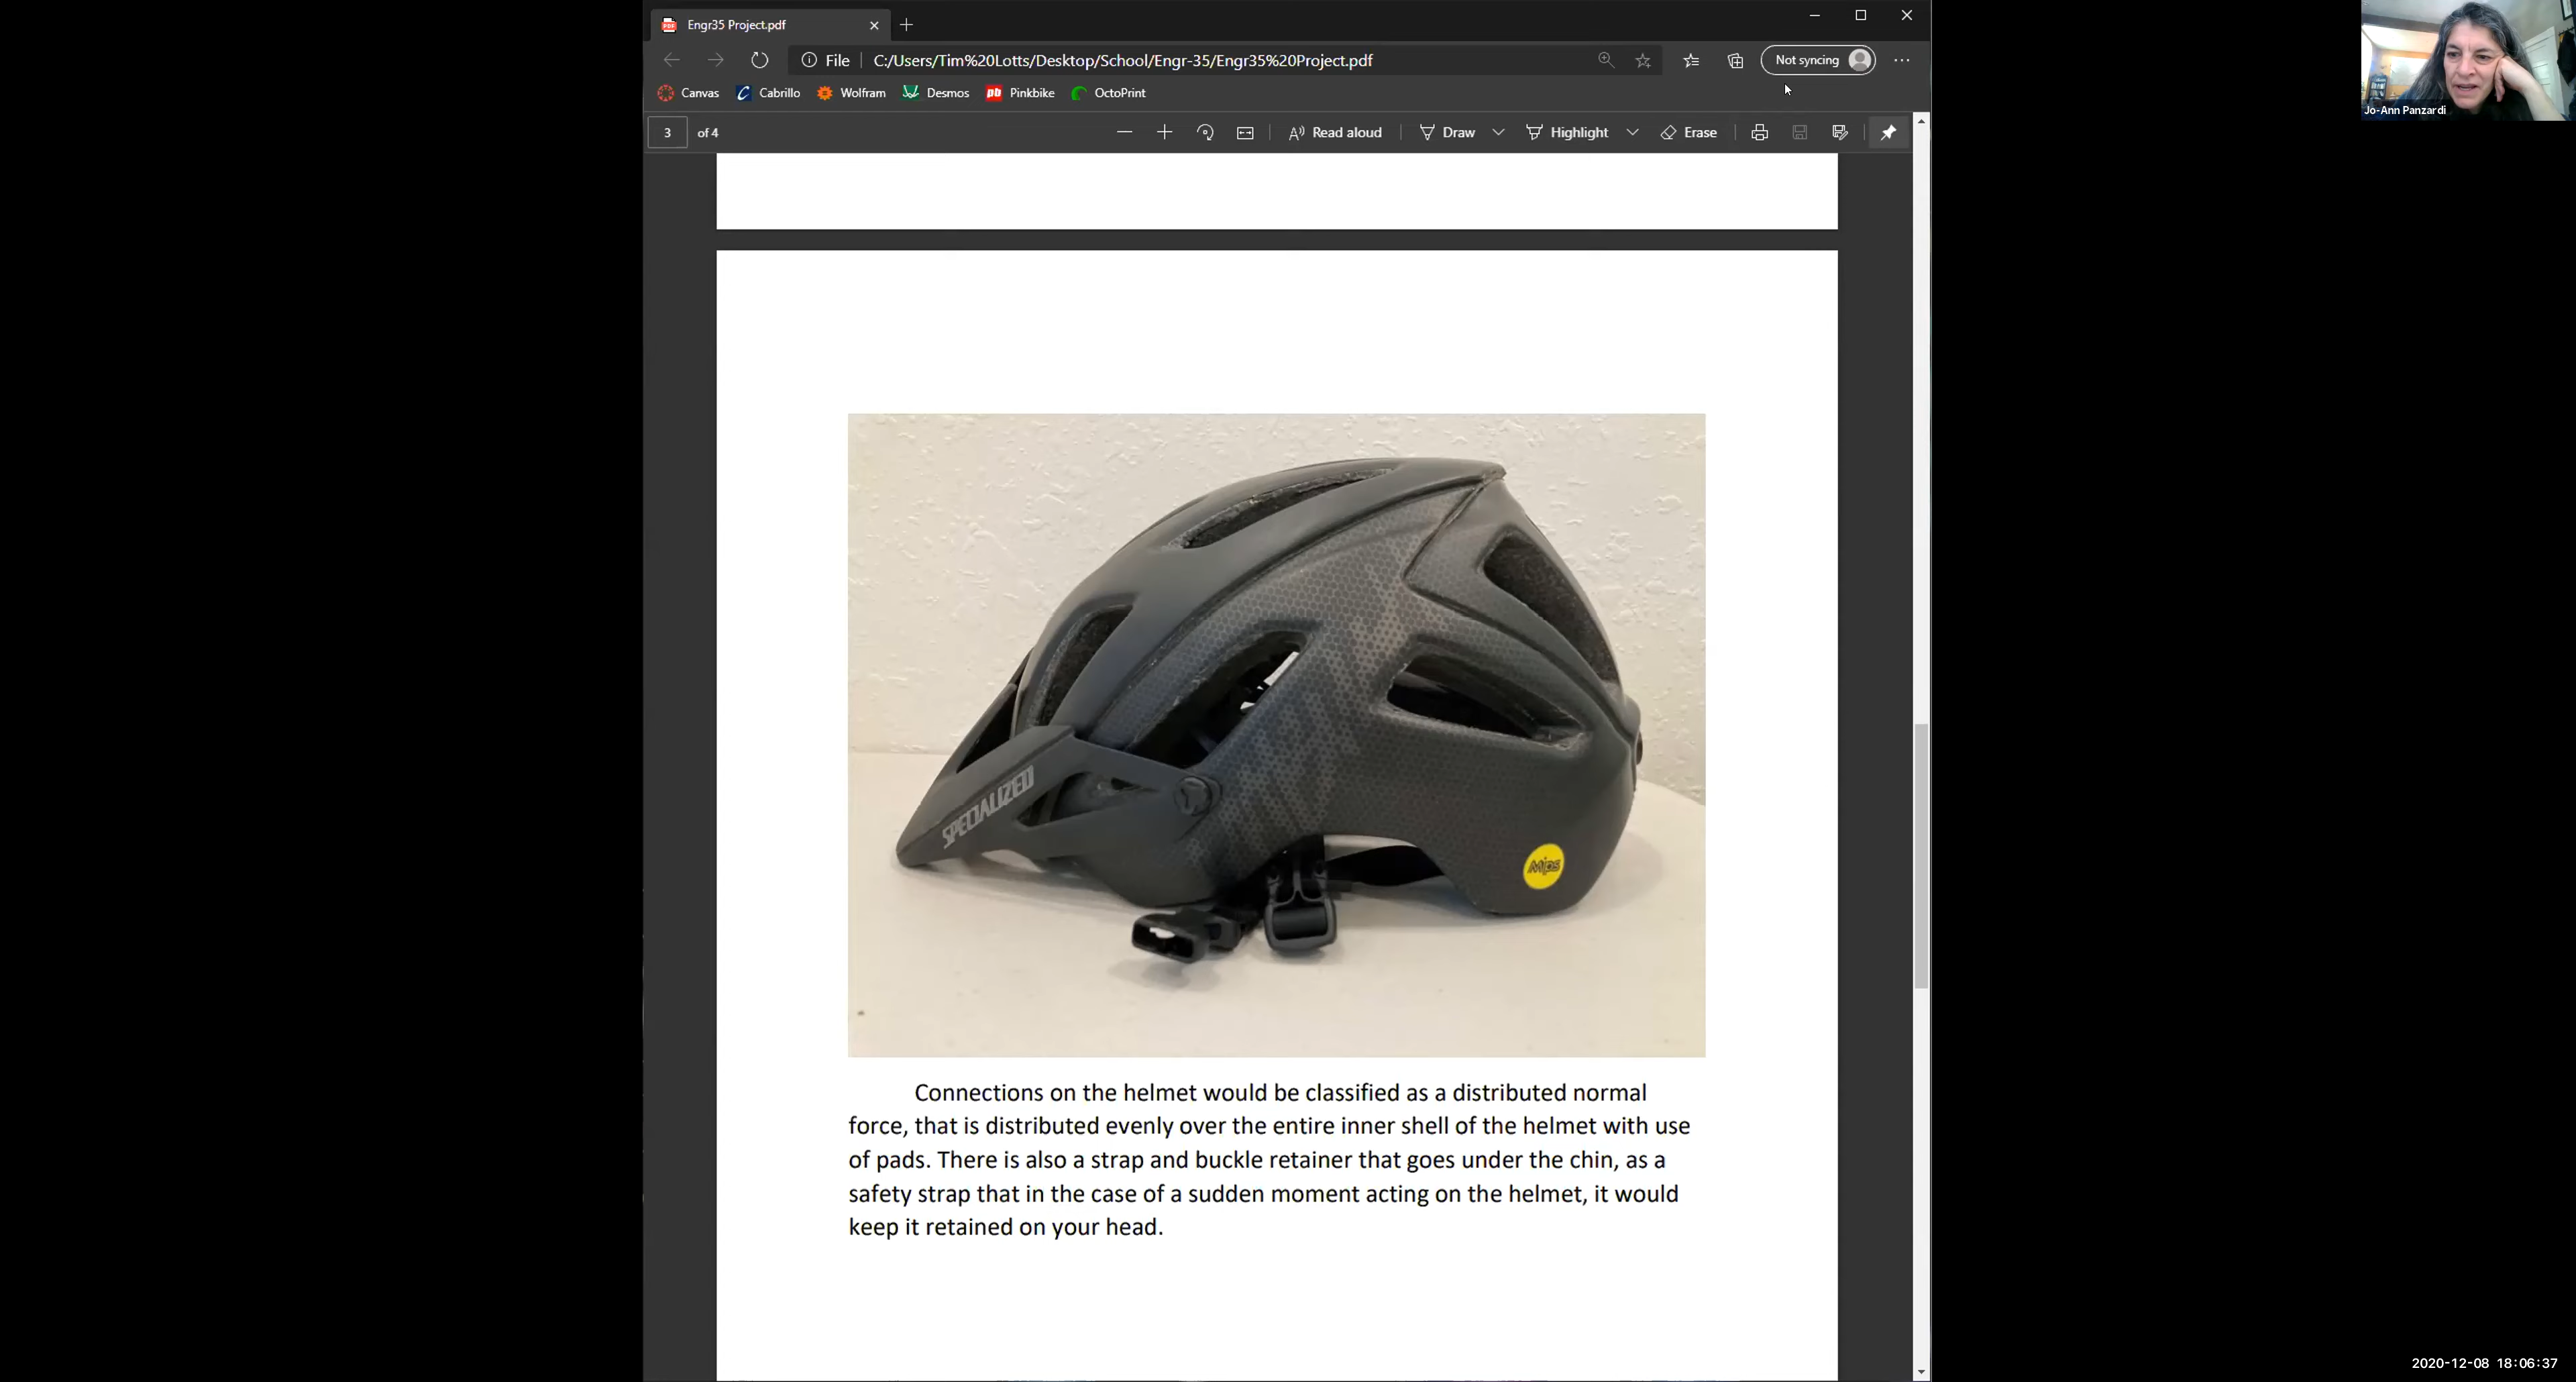 Engr35 Project.pdf
File C:/Users/Tim%20Lotts/Desktop/School/Engr-35/Engr35%20Project.pdf Not syncing
Canvas Cabrillo Wolfram Desmos Pinkbike OctoPrint
3 of 4 Read aloud Draw Highlight Erase
Jo-Ann Panzardi
SPECIALIZED
Mips
Connections on the helmet would be classified as a distributed normal
force, that is distributed evenly over the entire inner shell of the helmet with use
of pads. There is also a strap and buckle retainer that goes under the chin, as a
safety strap that in the case of a sudden moment acting on the helmet, it would
keep it retained on your head.
2020-12-08 18:06:37